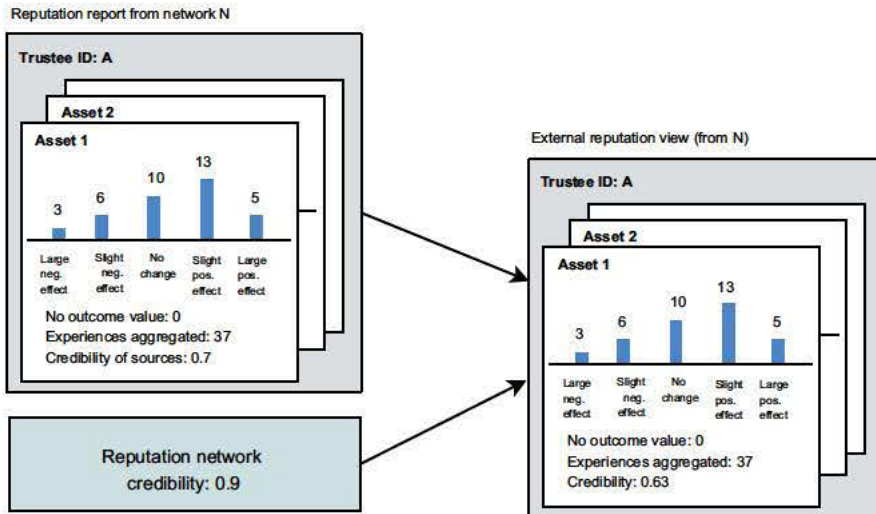 Reputation report from network N
Trustee ID: A
Asset 2
Asset 1
3
6
10
13
5
Large
neg.
effect
Slight
neg.
effect
No
change
Slight
pos.
effect
Large
pos.
effect
No outcome value: 0
Experiences aggregated: 37
Credibility of sources: 0.7
Reputation network
credibility: 0.9
External reputation view (from N)
Trustee ID: A
Asset 2
Asset 1
3
6
10
13
5
Large
neg.
effect
Slight
neg.
effect
No
change
Slight
pos.
effect
Large
pos.
effect
No outcome value: 0
Experiences aggregated: 37
Credibility: 0.63